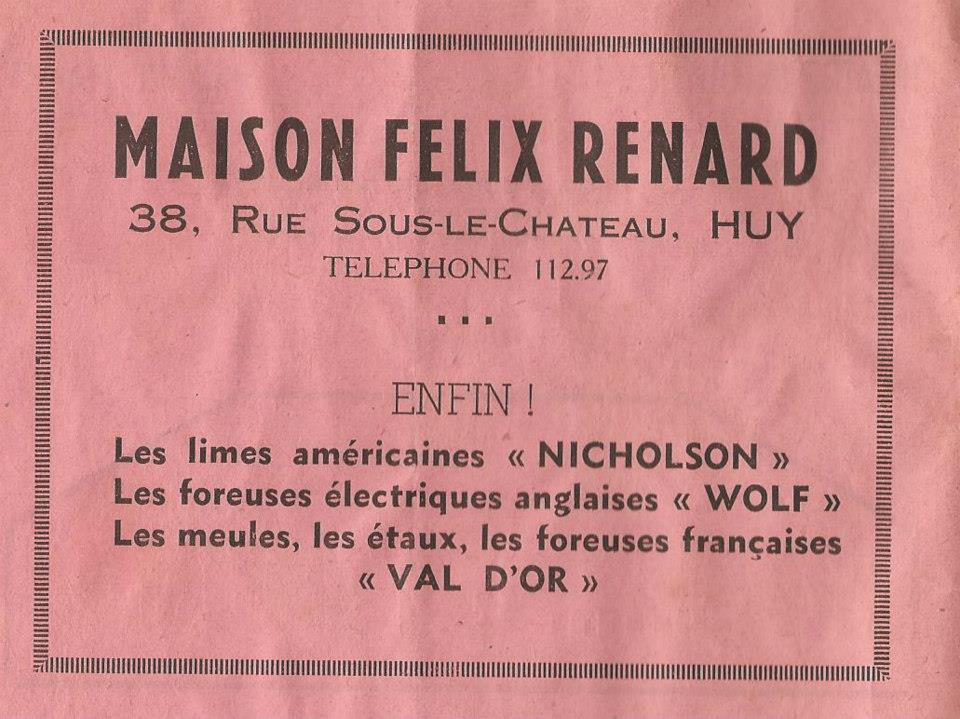 MAISON FELIX RENARD
38, RUE SOUS-LE-CHATEAU, HUY
TELEPHONE 112.97
...
ENFIN !
Les limes américaines « NICHOLSON »
Les foreuses électriques anglaises « WOLF »
Les meules, les étaux, les foreuses françaises
« VAL D'OR »